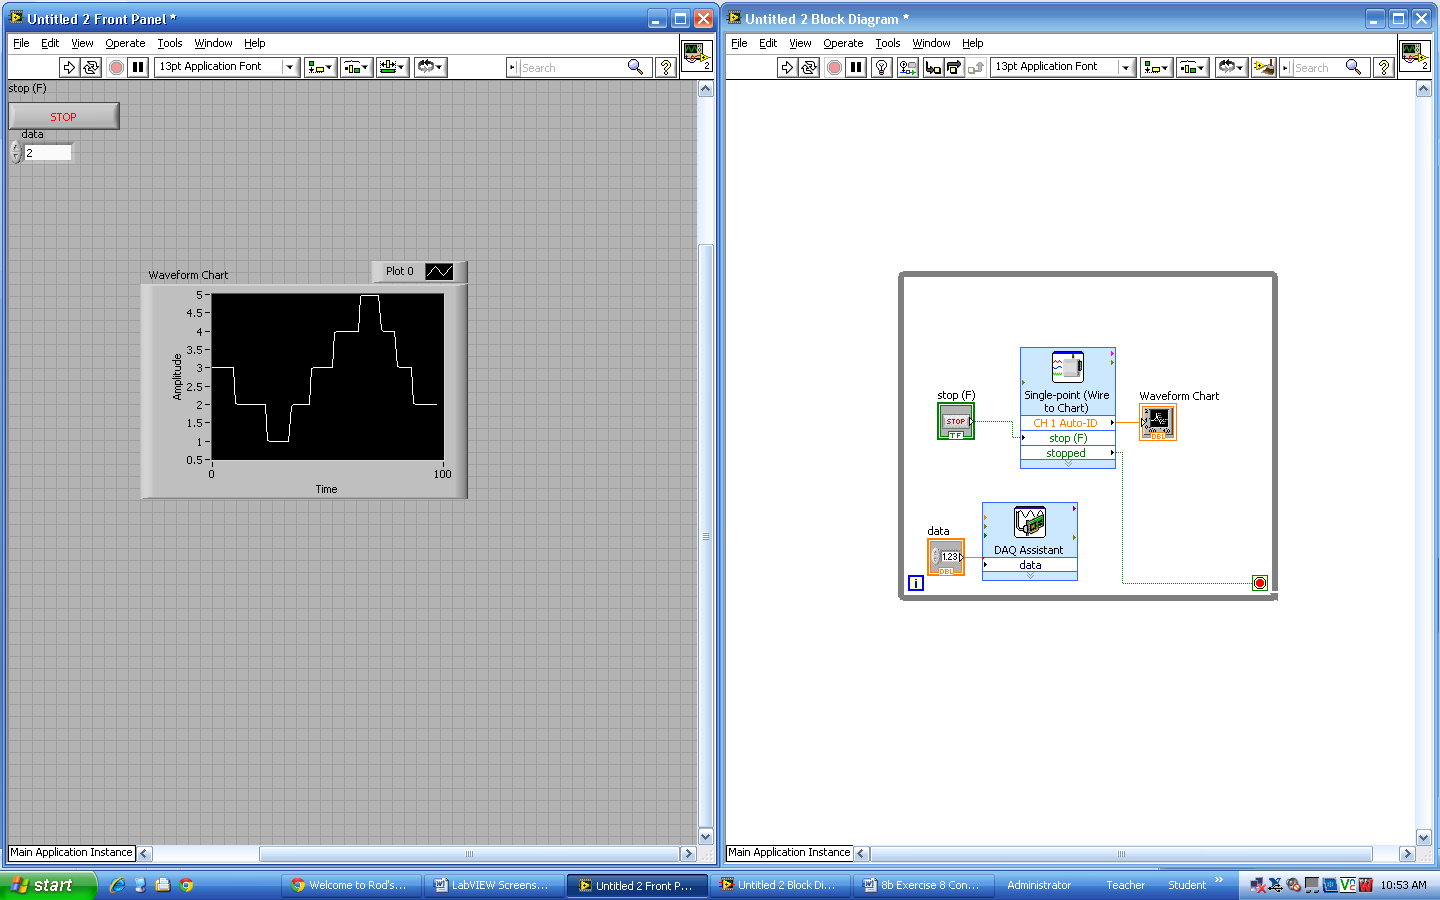 Untitled 2 Front Panel *
File Edit View Operate Tools Window Help
13pt Application Font
Search
?
2
stop (F)
STOP
data
2
Waveform Chart
Plot 0
Amplitude
5
4.5
4
3.5
3
2.5
2
1.5
1
0.5
0
100
Time
Main Application Instance
Untitled 2 Block Diagram *
File Edit View Operate Tools Window Help
13pt Application Font
Search
?
2
stop (F)
STOP
TF
Single-point (Wire
to Chart)
CH 1 Auto-ID
stop (F)
stopped
Waveform Chart
DBL
data
1.23
DBL
DAQ Assistant
data
i
Main Application Instance
start
Welcome to Rod's...
LabVIEW Screens...
Untitled 2 Front P...
Untitled 2 Block Di...
8b Exercise 8 Con...
Administrator
Teacher
Student
»
10:53 AM